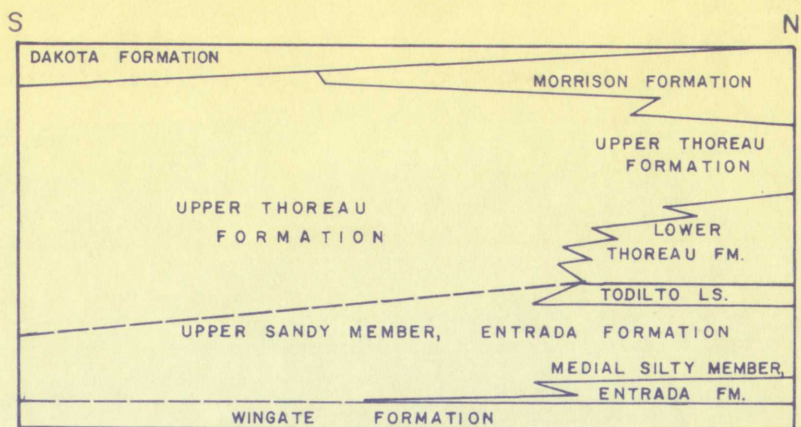 S N
DAKOTA FORMATION
MORRISON FORMATION
UPPER THOREAU
FORMATION
UPPER THOREAU
FORMATION
LOWER
THOREAU FM.
TODILTO LS.
UPPER SANDY MEMBER, ENTRADA FORMATION
MEDIAL SILTY MEMBER,
ENTRADA FM.
WINGATE FORMATION